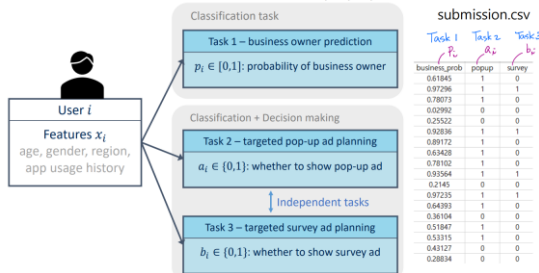 Classification task
Task 1 – business owner prediction
p_i ∈ [0,1]: probability of business owner
User i
Features x_i
age, gender, region,
app usage history
Classification + Decision making
Task 2 – targeted pop-up ad planning
a_i ∈ {0,1}: whether to show pop-up ad
Independent tasks
Task 3 – targeted survey ad planning
b_i ∈ {0,1}: whether to show survey ad
submission.csv
Task 1 Task 2 Task 3
p_i a_i b_i
business_prob popup survey
0.61845 1 0
0.97296 1 1
0.78073 1 0
0.02992 0 0
0.25522 0 0
0.92836 1 1
0.89172 1 0
0.63428 1 0
0.78102 1 0
0.93564 1 1
0.2145 0 0
0.97235 1 1
0.64393 1 0
0.36104 0 0
0.51847 1 0
0.53315 1 0
0.43127 0 0
0.28834 0 0